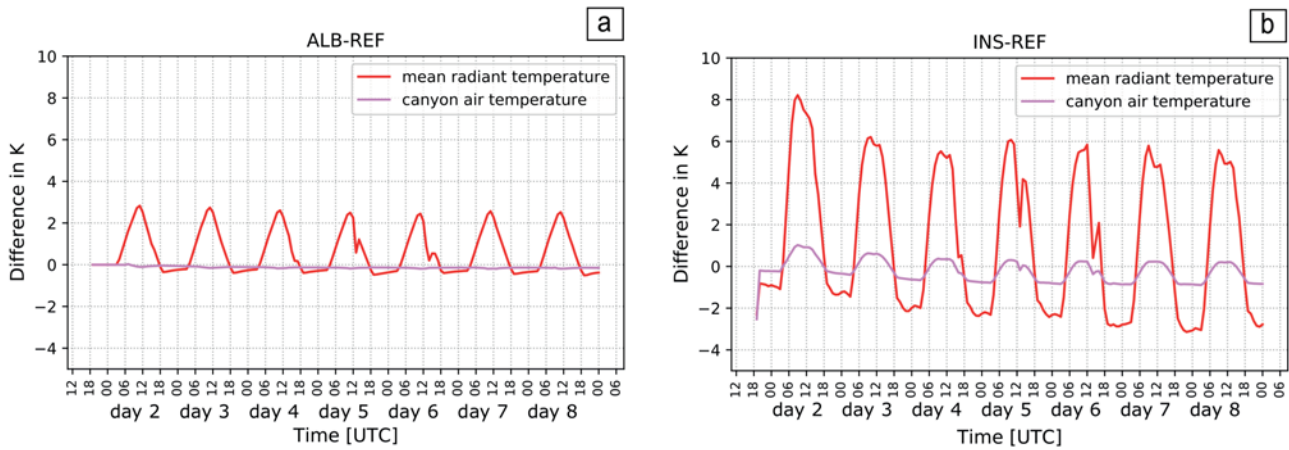 a
ALB-REF
10
8
6
4
2
0
−2
−4
Difference in K
mean radiant temperature
canyon air temperature
12 18 00 06 12 18 00 06 12 18 00 06 12 18 00 06 12 18 00 06 12 18 00 06 12 18 00 06 12 18 00 06
day 2 day 3 day 4 day 5 day 6 day 7 day 8
Time [UTC]
b
INS-REF
10
8
6
4
2
0
−2
−4
Difference in K
mean radiant temperature
canyon air temperature
12 18 00 06 12 18 00 06 12 18 00 06 12 18 00 06 12 18 00 06 12 18 00 06 12 18 00 06 12 18 00 06
day 2 day 3 day 4 day 5 day 6 day 7 day 8
Time [UTC]